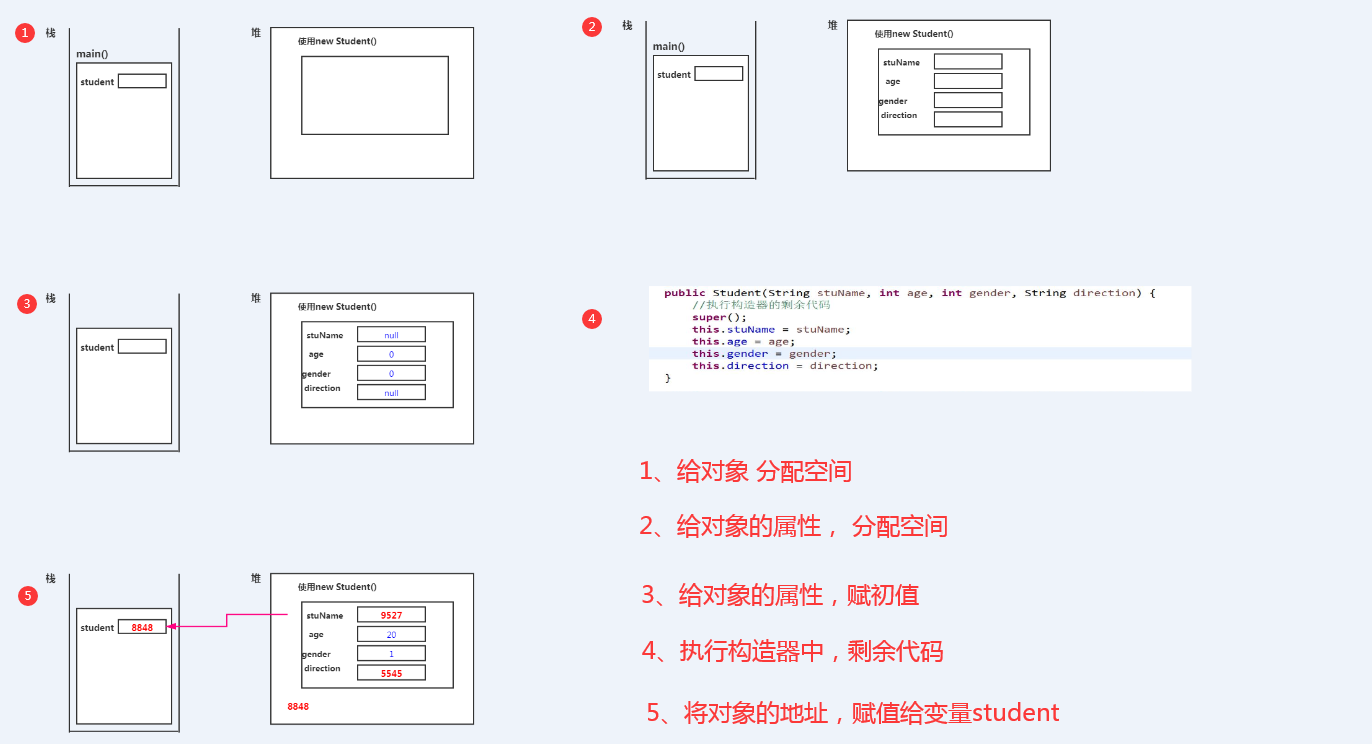 1
栈
main()
student
堆
使用new Student()
2
栈
main()
student
堆
使用new Student()
stuName
age
gender
direction
3
栈
student
堆
使用new Student()
stuName null
age 0
gender 0
direction null
4
public Student(String stuName, int age, int gender, String direction) {
//执行构造器的剩余代码
super();
this.stuName = stuName;
this.age = age;
this.gender = gender;
this.direction = direction;
}
1、给对象 分配空间
2、给对象的属性， 分配空间
3、给对象的属性，赋初值
4、执行构造器中，剩余代码
5、将对象的地址，赋值给变量student
5
栈
student 8848
堆
使用new Student()
stuName 9527
age 20
gender 1
direction 5545
8848